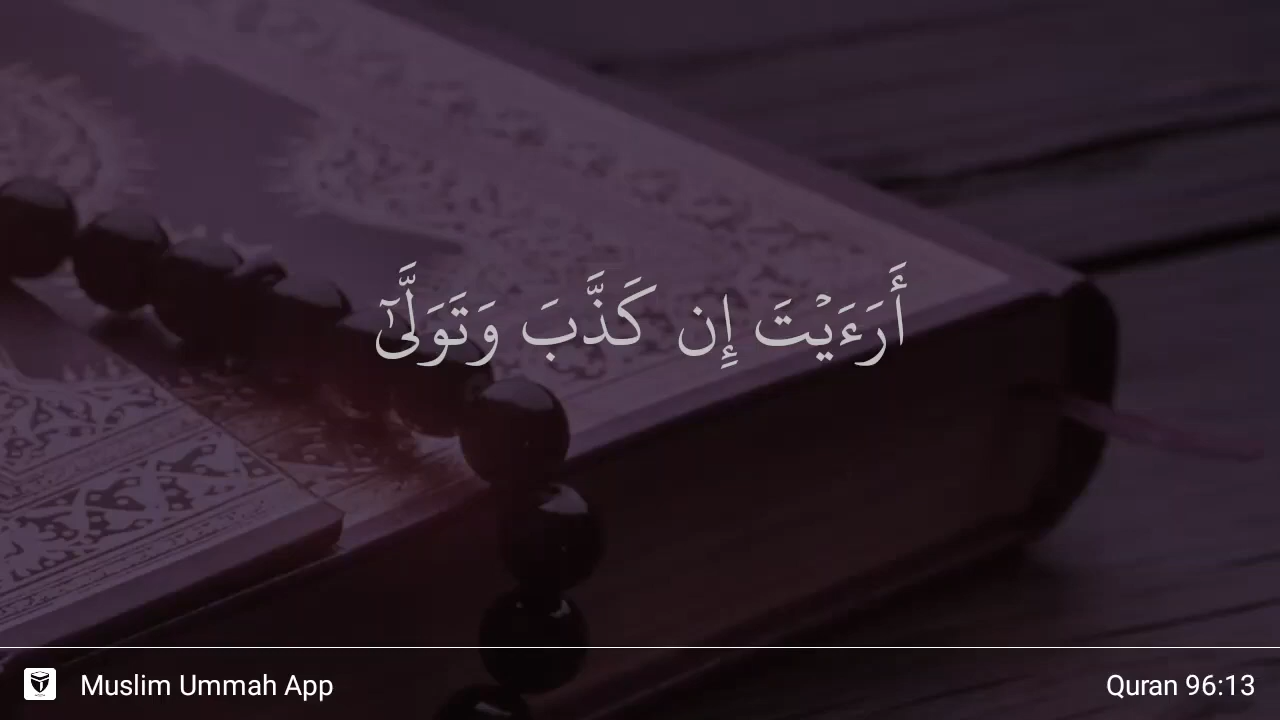 أَرَءَيْتَ إِن كَذَّبَ وَتَوَلَّىٰٓ
Muslim Ummah App
Quran 96:13